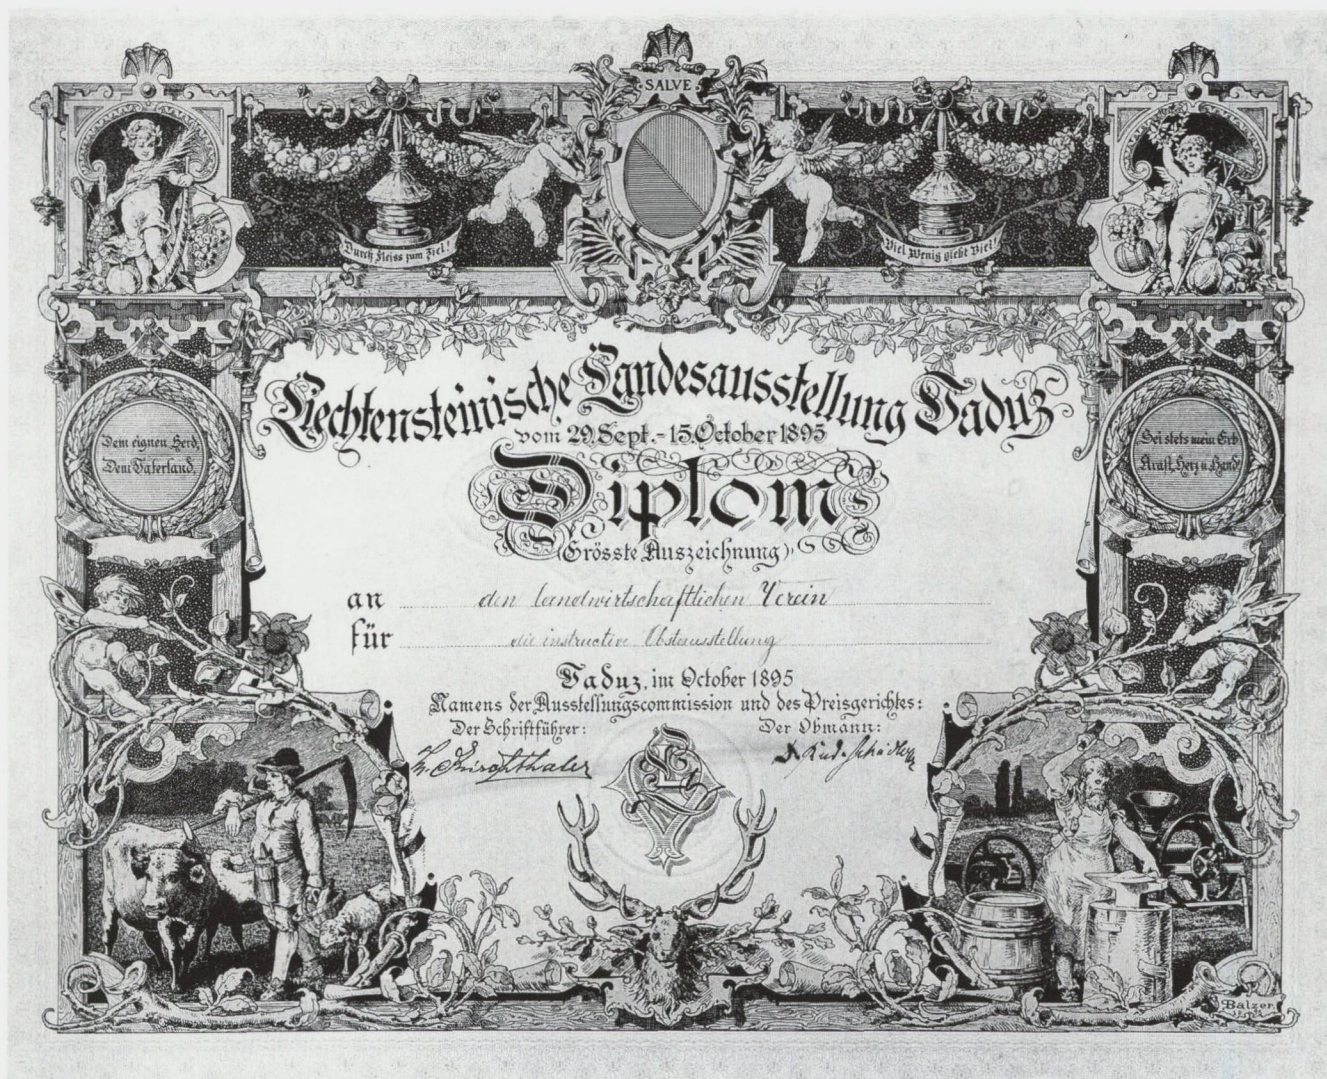 SALVE
Durch Fleiss zum Ziel!
Viel Wenig giebt Viel!
Liechtensteinische Landesausstellung Vaduz
vom 29. Sept. - 15. October 1895
Dem eignen Herd,
Dem Vaterland,
Sei stets mein Erb
Kraft, Herz u. Hand!
Diplom
(Grösste Auszeichnung)
an den landwirtschaftlichen Verein
für die instructive Obstausstellung
Vaduz, im October 1895
Namens der Ausstellungscommission und des Preisgerichtes:
Der Schriftführer:
Der Obmann:
Rud. Schädler
Balzer